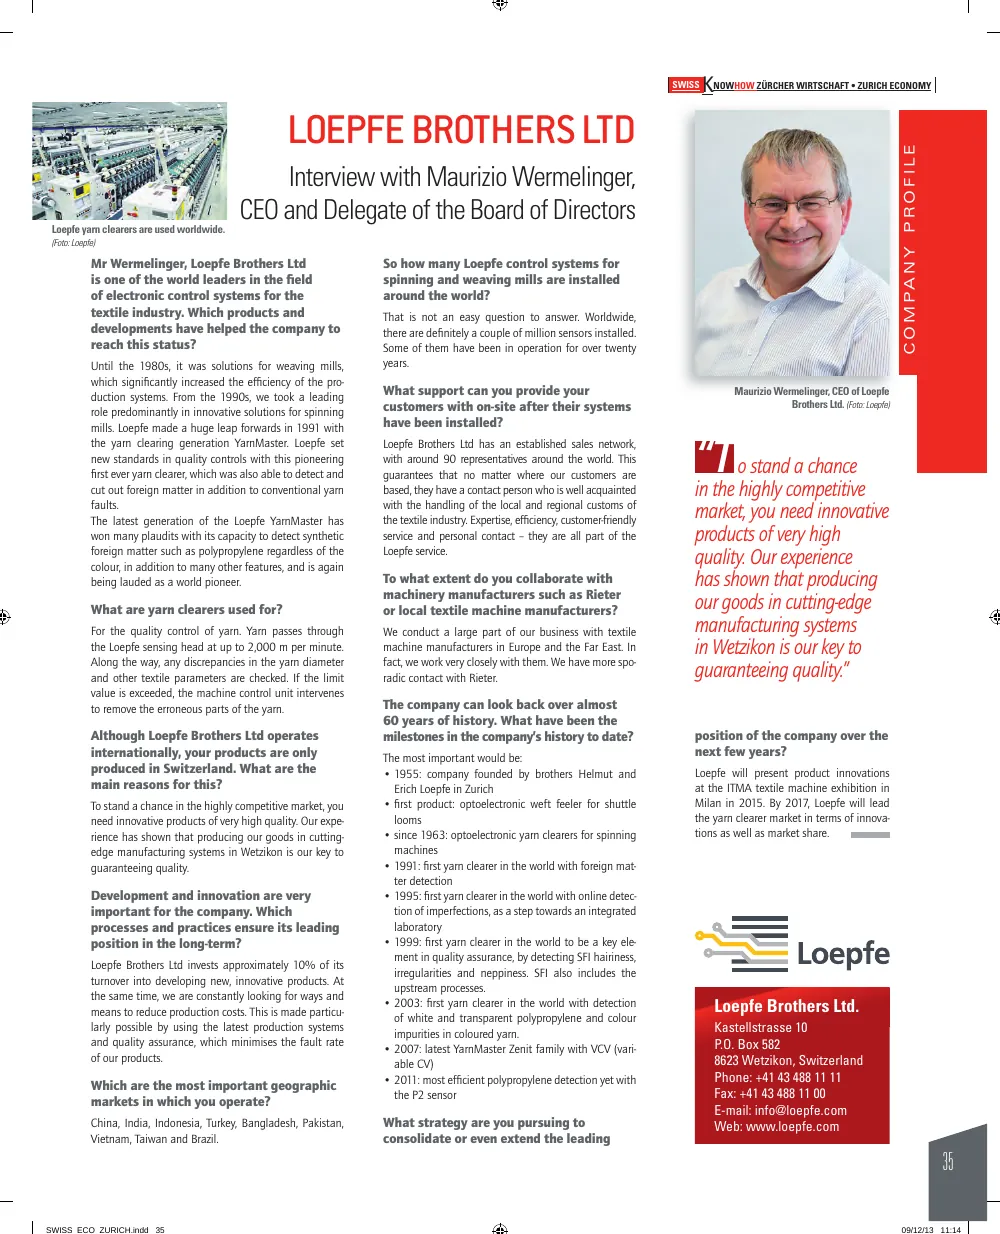 SWISS KNOWHOW ZÜRCHER WIRTSCHAFT • ZURICH ECONOMY
LOEPFE BROTHERS LTD
Interview with Maurizio Wermelinger,
CEO and Delegate of the Board of Directors
Loepfe yarn clearers are used worldwide.
(Foto: Loepfe)
Mr Wermelinger, Loepfe Brothers Ltd
is one of the world leaders in the field
of electronic control systems for the
textile industry. Which products and
developments have helped the company to
reach this status?
Until the 1980s, it was solutions for weaving mills,
which significantly increased the efficiency of the pro-
duction systems. From the 1990s, we took a leading
role predominantly in innovative solutions for spinning
mills. Loepfe made a huge leap forwards in 1991 with
the yarn clearing generation YarnMaster. Loepfe set
new standards in quality controls with this pioneering
first ever yarn clearer, which was also able to detect and
cut out foreign matter in addition to conventional yarn
faults.
The latest generation of the Loepfe YarnMaster has
won many plaudits with its capacity to detect synthetic
foreign matter such as polypropylene regardless of the
colour, in addition to many other features, and is again
being lauded as a world pioneer.
What are yarn clearers used for?
For the quality control of yarn. Yarn passes through
the Loepfe sensing head at up to 2,000 m per minute.
Along the way, any discrepancies in the yarn diameter
and other textile parameters are checked. If the limit
value is exceeded, the machine control unit intervenes
to remove the erroneous parts of the yarn.
Although Loepfe Brothers Ltd operates
internationally, your products are only
produced in Switzerland. What are the
main reasons for this?
To stand a chance in the highly competitive market, you
need innovative products of very high quality. Our expe-
rience has shown that producing our goods in cutting-
edge manufacturing systems in Wetzikon is our key to
guaranteeing quality.
Development and innovation are very
important for the company. Which
processes and practices ensure its leading
position in the long-term?
Loepfe Brothers Ltd invests approximately 10% of its
turnover into developing new, innovative products. At
the same time, we are constantly looking for ways and
means to reduce production costs. This is made particu-
larly possible by using the latest production systems
and quality assurance, which minimises the fault rate
of our products.
Which are the most important geographic
markets in which you operate?
China, India, Indonesia, Turkey, Bangladesh, Pakistan,
Vietnam, Taiwan and Brazil.
So how many Loepfe control systems for
spinning and weaving mills are installed
around the world?
That is not an easy question to answer. Worldwide,
there are definitely a couple of million sensors installed.
Some of them have been in operation for over twenty
years.
What support can you provide your
customers with on-site after their systems
have been installed?
Loepfe Brothers Ltd has an established sales network,
with around 90 representatives around the world. This
guarantees that no matter where our customers are
based, they have a contact person who is well acquainted
with the handling of the local and regional customs of
the textile industry. Expertise, efficiency, customer-friendly
service and personal contact – they are all part of the
Loepfe service.
To what extent do you collaborate with
machinery manufacturers such as Rieter
or local textile machine manufacturers?
We conduct a large part of our business with textile
machine manufacturers in Europe and the Far East. In
fact, we work very closely with them. We have more spo-
radic contact with Rieter.
The company can look back over almost
60 years of history. What have been the
milestones in the company's history to date?
The most important would be:
• 1955: company founded by brothers Helmut and
Erich Loepfe in Zurich
• first product: optoelectronic weft feeler for shuttle
looms
• since 1963: optoelectronic yarn clearers for spinning
machines
• 1991: first yarn clearer in the world with foreign mat-
ter detection
• 1995: first yarn clearer in the world with online detec-
tion of imperfections, as a step towards an integrated
laboratory
• 1999: first yarn clearer in the world to be a key ele-
ment in quality assurance, by detecting SFI hairiness,
irregularities and neppiness. SFI also includes the
upstream processes.
• 2003: first yarn clearer in the world with detection
of white and transparent polypropylene and colour
impurities in coloured yarn.
• 2007: latest YarnMaster Zenit family with VCV (vari-
able CV)
• 2011: most efficient polypropylene detection yet with
the P2 sensor
What strategy are you pursuing to
consolidate or even extend the leading
COMPANY PROFILE
Maurizio Wermelinger, CEO of Loepfe
Brothers Ltd. (Foto: Loepfe)
“To stand a chance
in the highly competitive
market, you need innovative
products of very high
quality. Our experience
has shown that producing
our goods in cutting-edge
manufacturing systems
in Wetzikon is our key to
guaranteeing quality.”
position of the company over the
next few years?
Loepfe will present product innovations
at the ITMA textile machine exhibition in
Milan in 2015. By 2017, Loepfe will lead
the yarn clearer market in terms of innova-
tions as well as market share.
Loepfe
Loepfe Brothers Ltd.
Kastellstrasse 10
P.O. Box 582
8623 Wetzikon, Switzerland
Phone: +41 43 488 11 11
Fax: +41 43 488 11 00
E-mail: info@loepfe.com
Web: www.loepfe.com
35
SWISS_ECO_ZURICH.indd 35
09/12/13 11:14